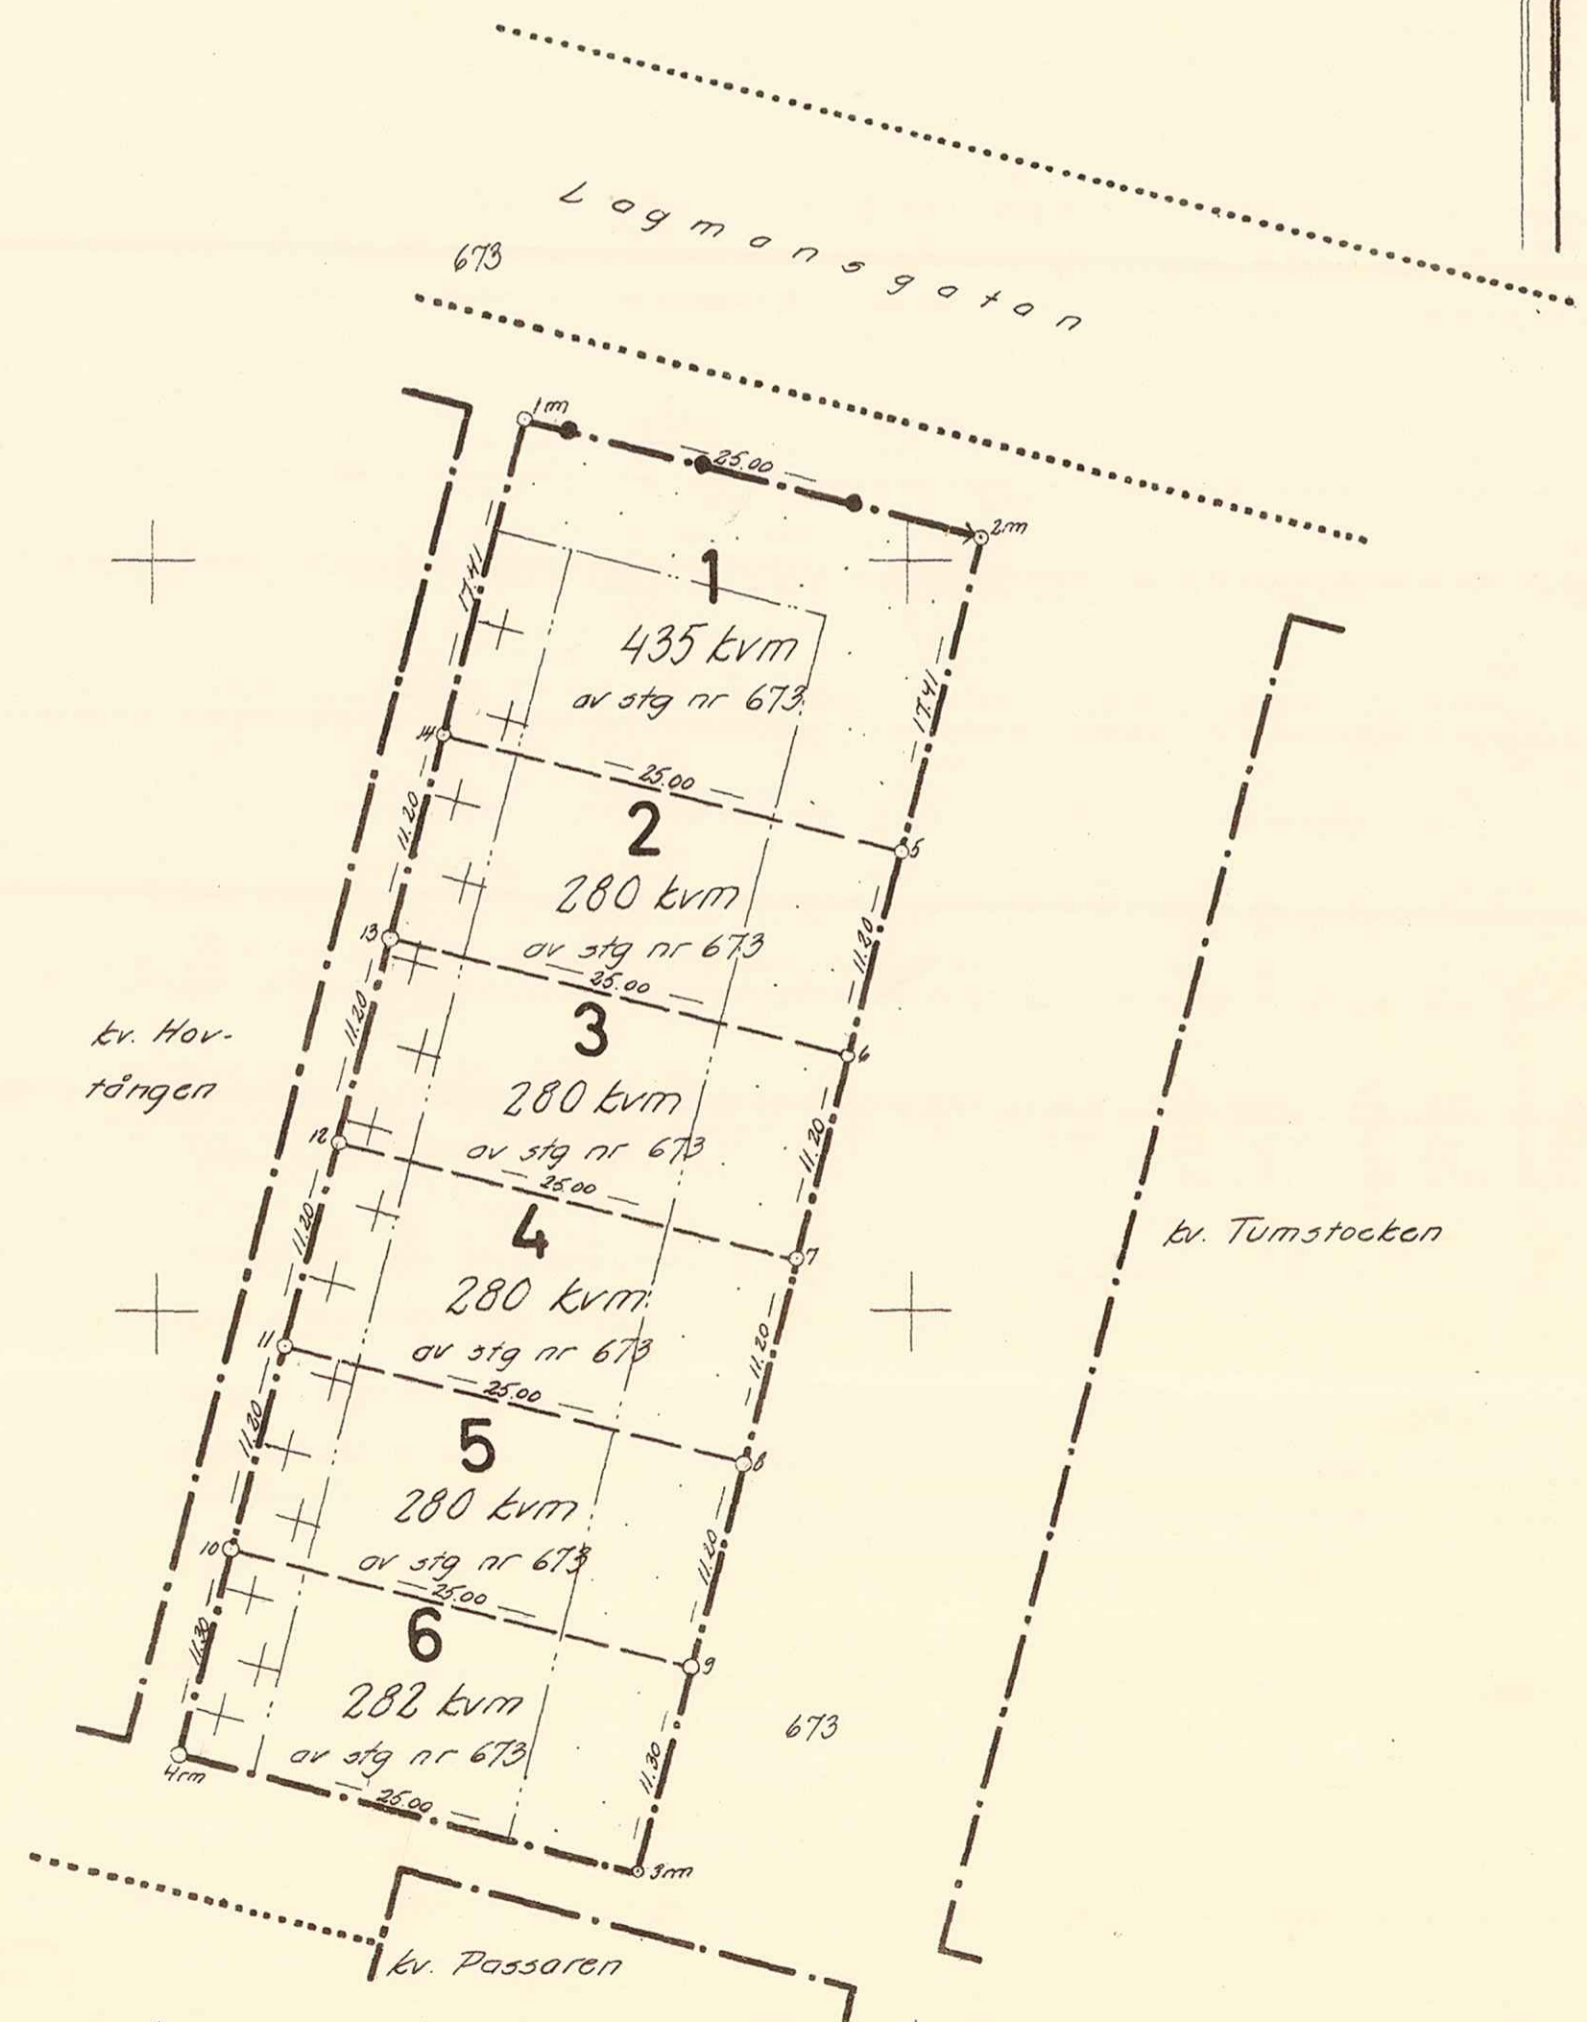 Lagmansgatan
673
1m
25.00
2m
17.41
1
435 kvm
av stg nr 673
17.41
14
25.00
5
11.20
2
280 kvm
av stg nr 673
11.20
13
25.00
6
11.20
3
280 kvm
av stg nr 673
11.20
12
25.00
7
11.20
4
280 kvm
av stg nr 673
11.20
11
25.00
8
11.20
5
280 kvm
av stg nr 673
11.20
10
25.00
9
11.30
6
282 kvm
av stg nr 673
11.30
4rm
25.00
3rm
kv. Hov-
tången
kv. Tumstocken
673
kv. Passaren